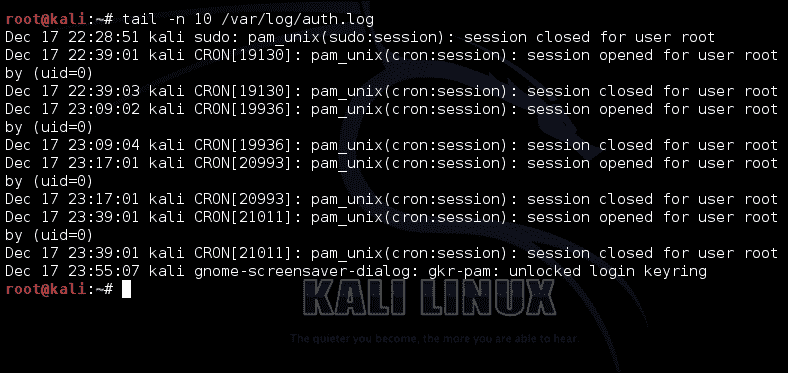 root@kali:~# tail -n 10 /var/log/auth.log
Dec 17 22:28:51 kali sudo: pam_unix(sudo:session): session closed for user root
Dec 17 22:39:01 kali CRON[19130]: pam_unix(cron:session): session opened for user root
by (uid=0)
Dec 17 22:39:03 kali CRON[19130]: pam_unix(cron:session): session closed for user root
Dec 17 23:09:02 kali CRON[19936]: pam_unix(cron:session): session opened for user root
by (uid=0)
Dec 17 23:09:04 kali CRON[19936]: pam_unix(cron:session): session closed for user root
Dec 17 23:17:01 kali CRON[20993]: pam_unix(cron:session): session opened for user root
by (uid=0)
Dec 17 23:17:01 kali CRON[20993]: pam_unix(cron:session): session closed for user root
Dec 17 23:39:01 kali CRON[21011]: pam_unix(cron:session): session opened for user root
by (uid=0)
Dec 17 23:39:01 kali CRON[21011]: pam_unix(cron:session): session closed for user root
Dec 17 23:55:07 kali gnome-screensaver-dialog: gkr-pam: unlocked login keyring
root@kali:~#
KALI LINUX
The quieter you become, the more you are able to hear.